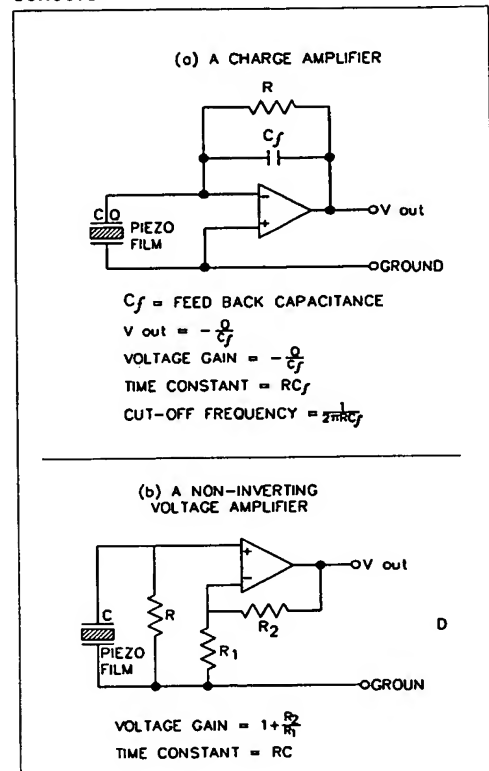 (a) A CHARGE AMPLIFIER
R
Cf
C Q
PIEZO
FILM
−
+
V out
GROUND
Cf = FEED BACK CAPACITANCE
V out = -Q/Cf
VOLTAGE GAIN = -Q/Cf
TIME CONSTANT = RCf
CUT-OFF FREQUENCY = 1/2πRCf
(b) A NON-INVERTING
VOLTAGE AMPLIFIER
+
−
V out
C
R
R2
R1
D
PIEZO
FILM
GROUN
VOLTAGE GAIN = 1+R2/R1
TIME CONSTANT = RC